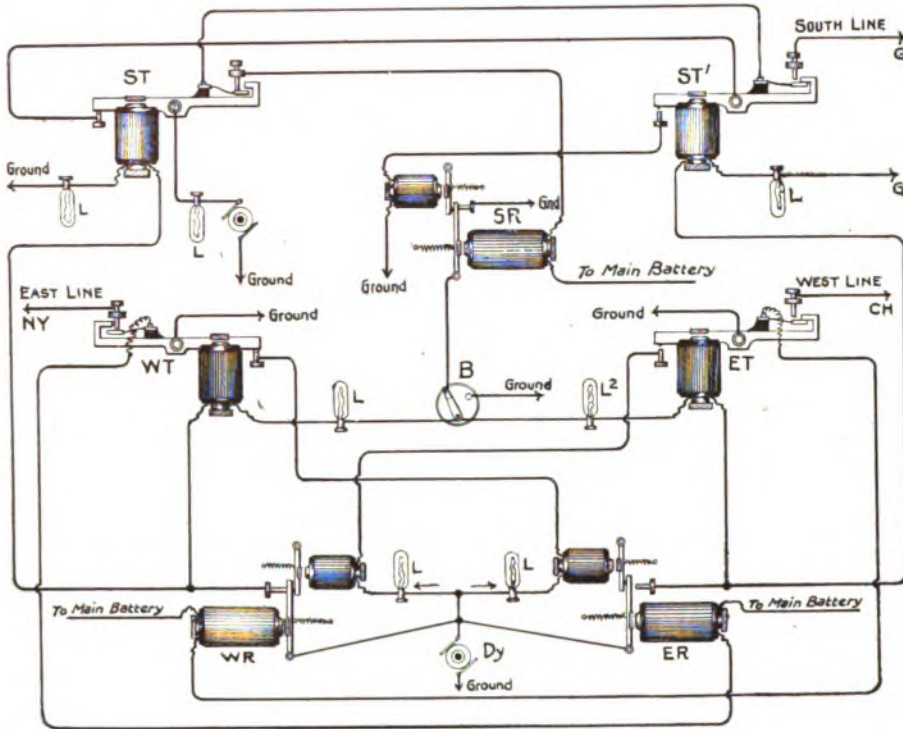 SOUTH LINE
G
ST
ST'
Ground
L
L
Ground
L
G
SR
Gnd
Ground
To Main Battery
EAST LINE
NY
Ground
WT
WEST LINE
CH
Ground
ET
B
Ground
L
L2
L
L
To Main Battery
WR
Dy
Ground
To Main Battery
ER